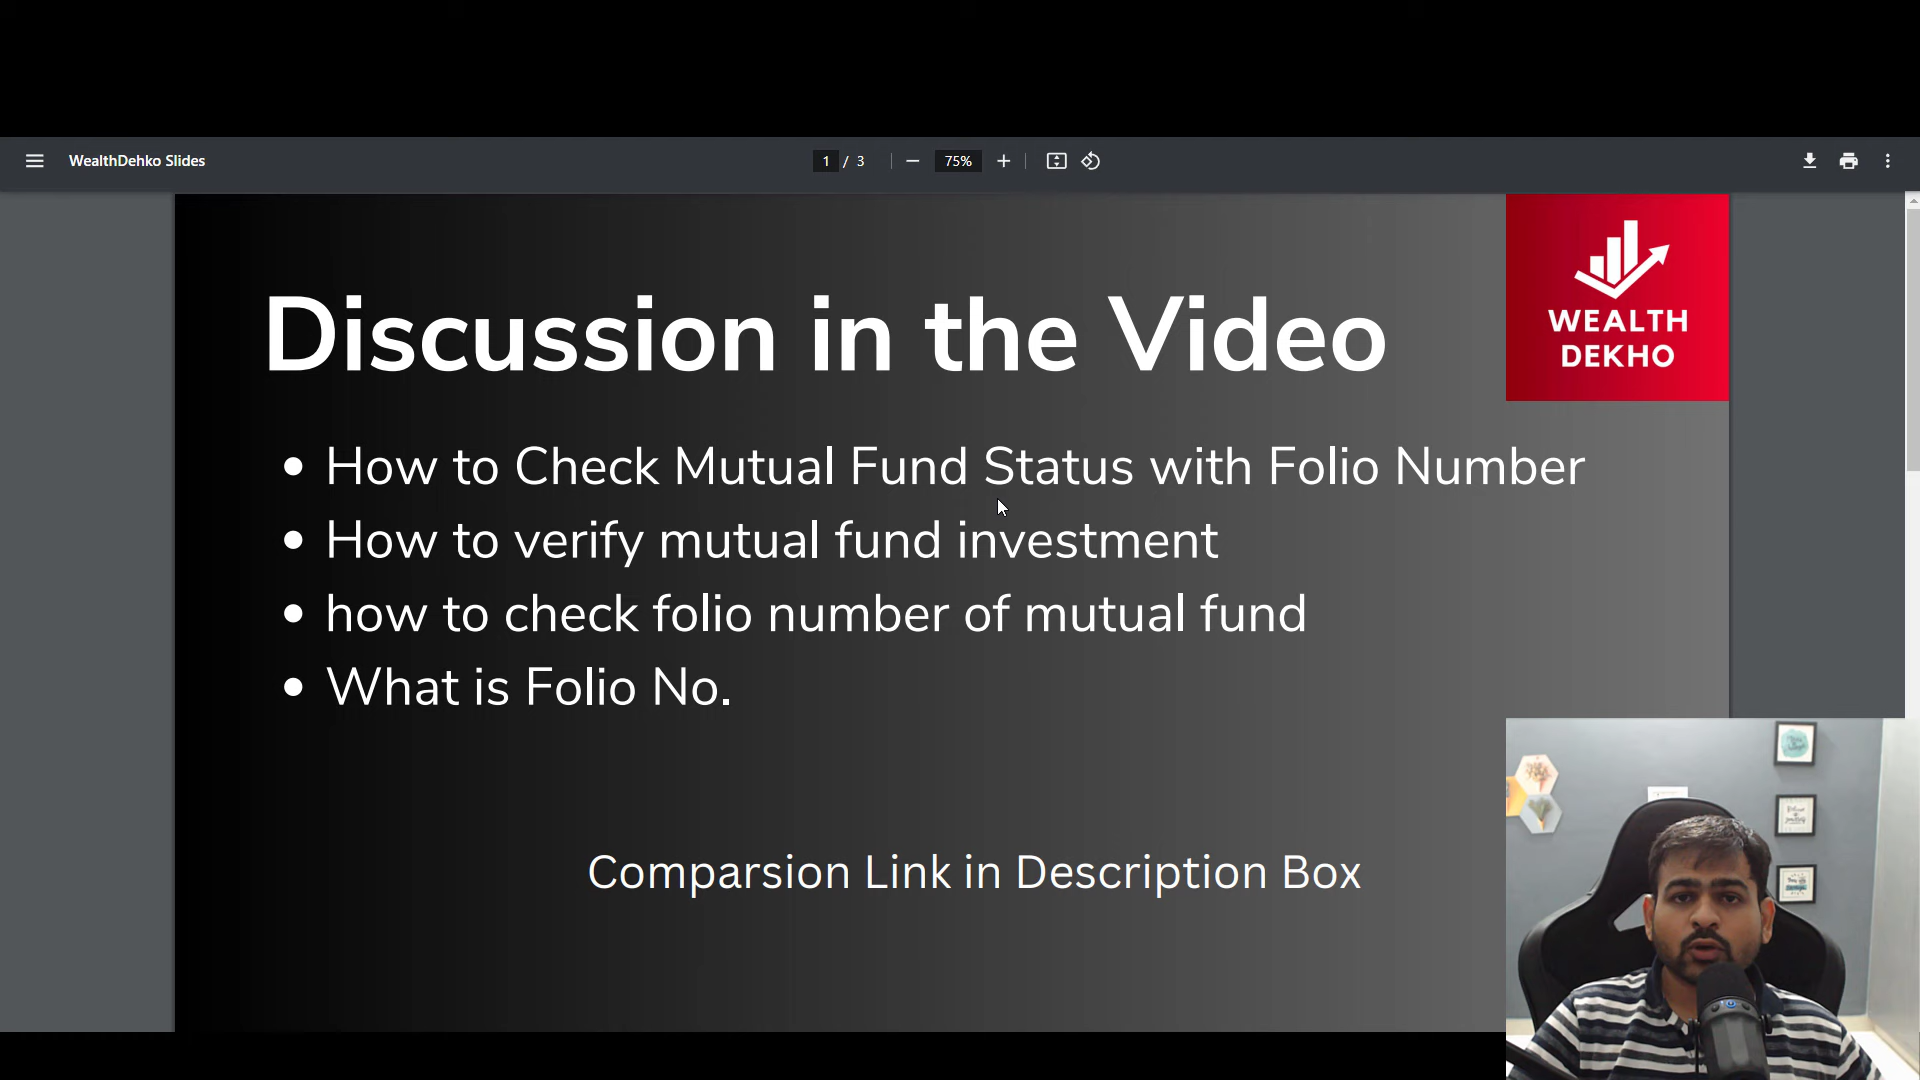 WealthDehko Slides
1 / 3
75%
WEALTH
DEKHO
Discussion in the Video
• How to Check Mutual Fund Status with Folio Number
• How to verify mutual fund investment
• how to check folio number of mutual fund
• What is Folio No.
Comparsion Link in Description Box